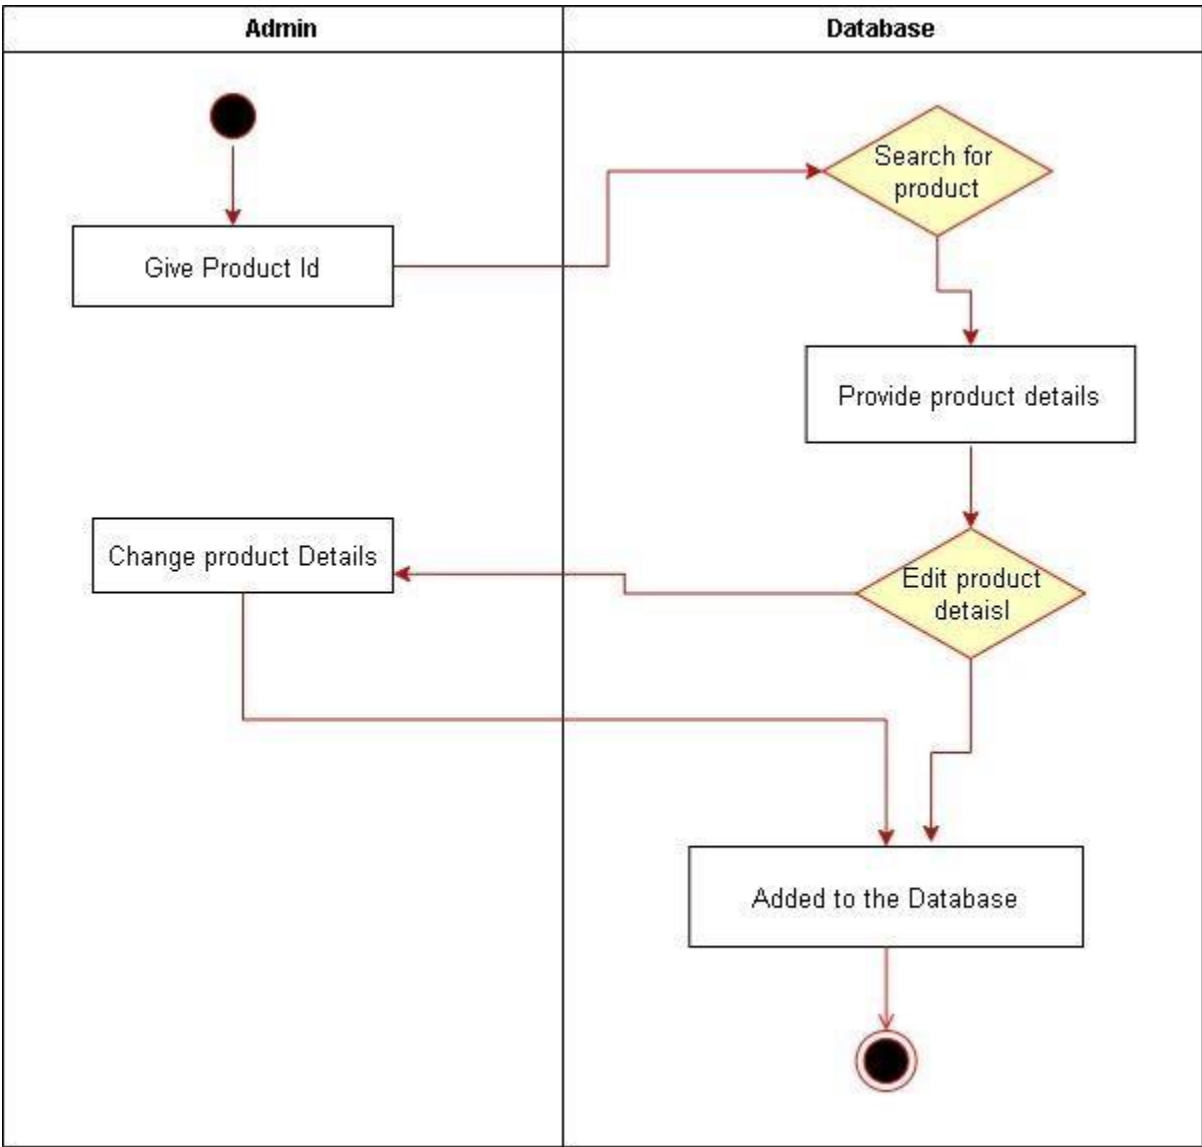 Admin
Database
Search for
product
Give Product Id
Provide product details
Change product Details
Edit product
detaisl
Added to the Database